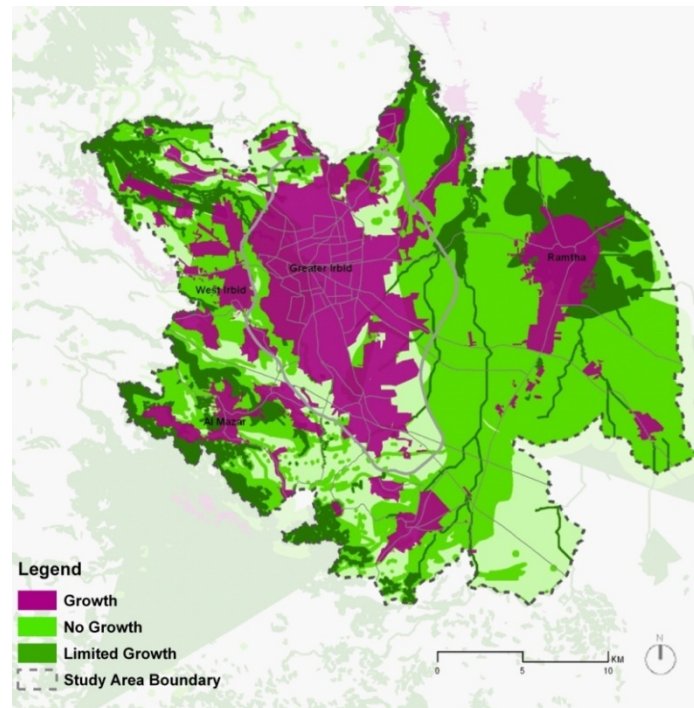 Greater Irbid
Ramtha
West Irbid
Al Mazar
Legend
Growth
No Growth
Limited Growth
Study Area Boundary
N
0 5 10 KM